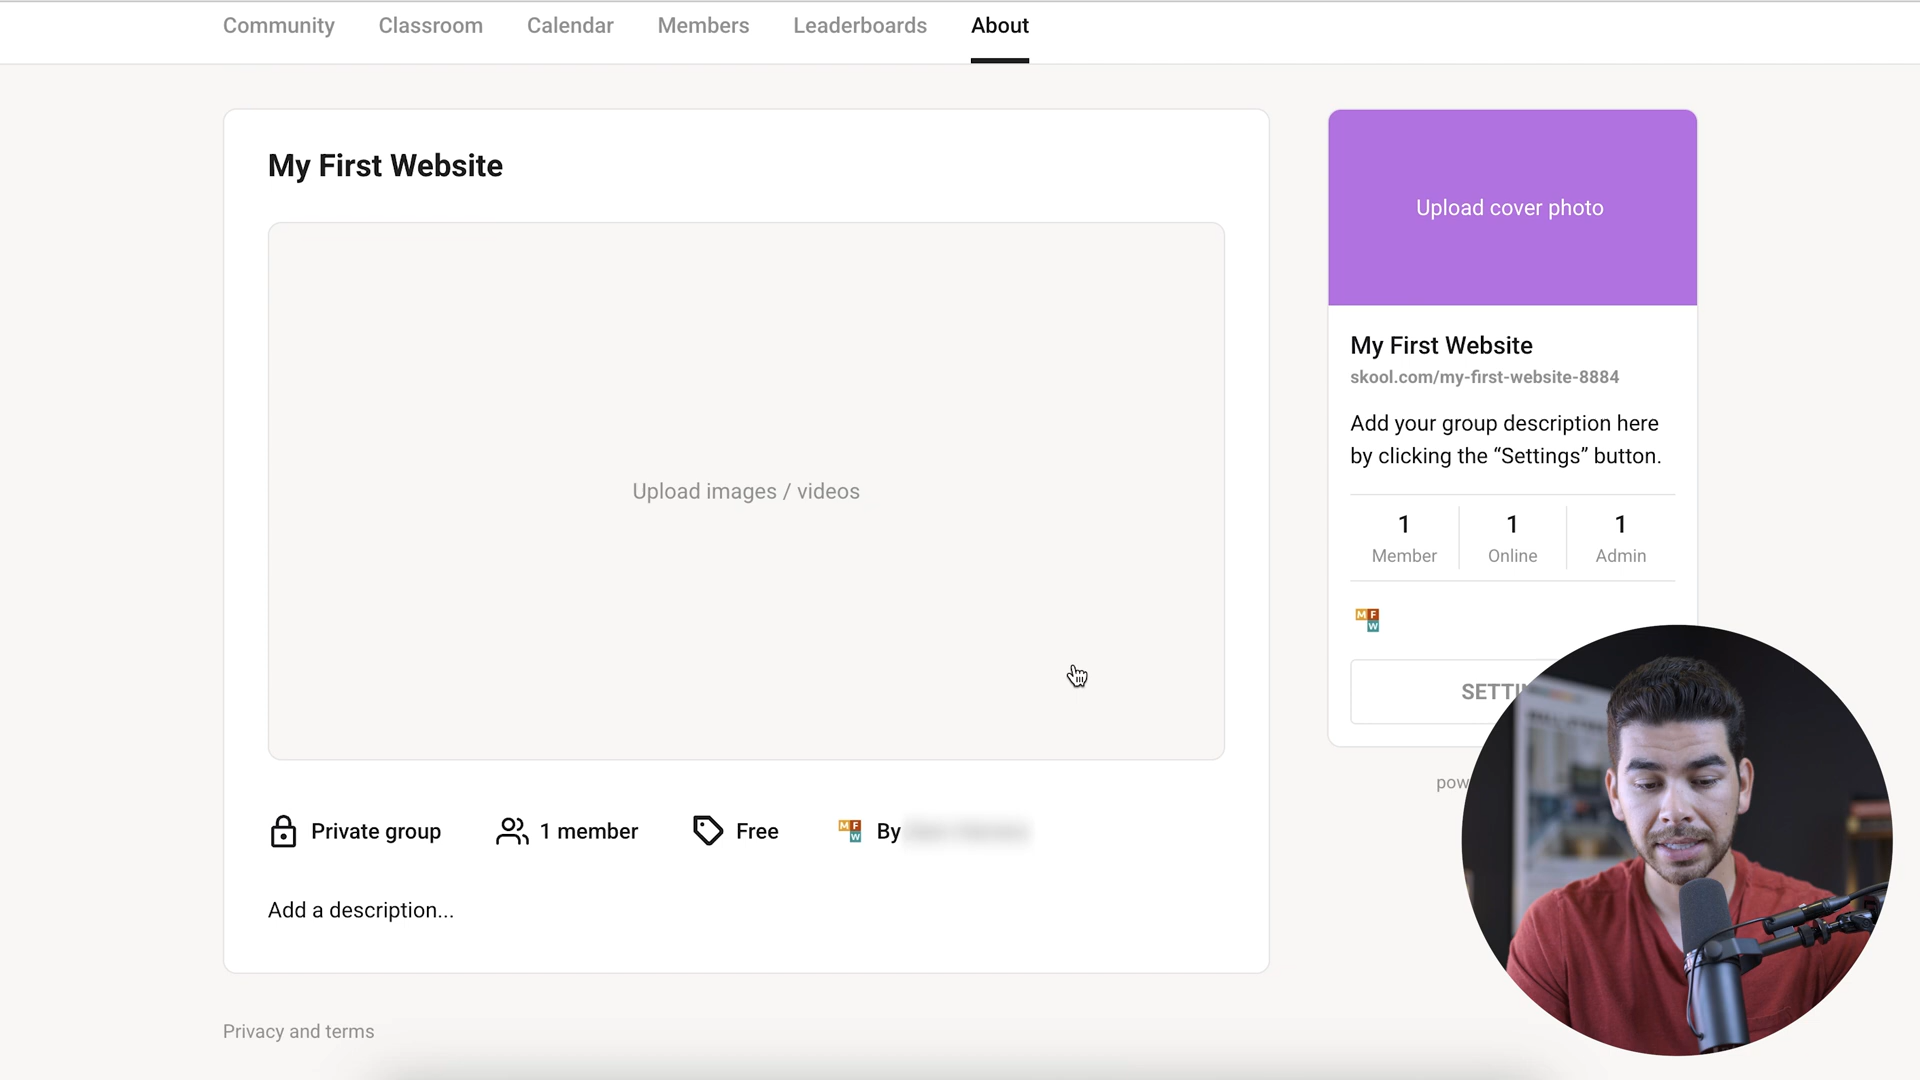 Community Classroom Calendar Members Leaderboards About
My First Website
Upload images / videos
Private group 1 member Free MFW By
Add a description...
Privacy and terms
Upload cover photo
My First Website
skool.com/my-first-website-8884
Add your group description here
by clicking the “Settings” button.
1 1 1
Member Online Admin
MFW